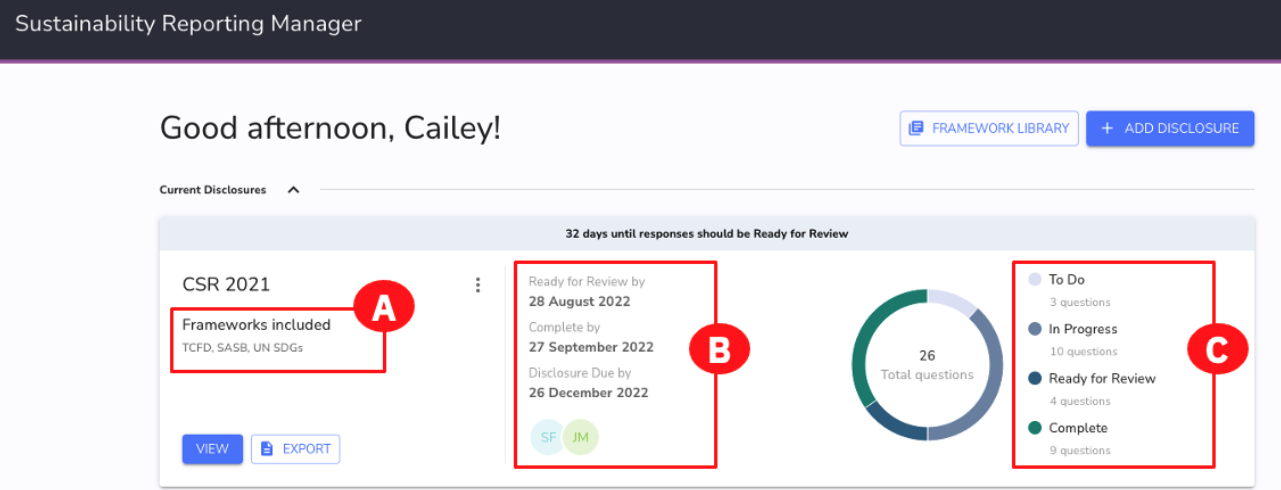 Sustainability Reporting Manager
Good afternoon, Cailey!
FRAMEWORK LIBRARY
+ ADD DISCLOSURE
Current Disclosures
32 days until responses should be Ready for Review
CSR 2021
Frameworks included
TCFD, SASB, UN SDGs
A
VIEW
EXPORT
Ready for Review by
28 August 2022
Complete by
27 September 2022
Disclosure Due by
26 December 2022
SF
JM
B
26
Total questions
To Do
3 questions
In Progress
10 questions
Ready for Review
4 questions
Complete
9 questions
C